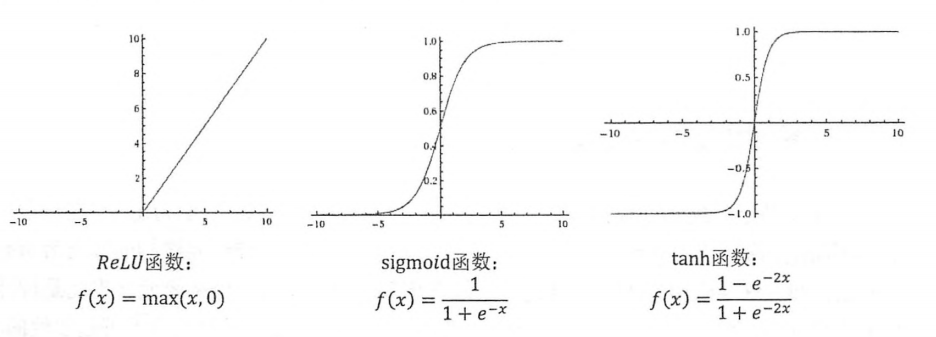 10
8
6
4
2
-10 -5 5 10
ReLU函数:
f(x) = max(x, 0)
1.0
0.8
0.6
0.4
0.2
-10 -5 5 10
sigmoid函数:
f(x) = 1 / (1 + e^{-x})
1.0
0.5
-10 -5 5 10
-0.5
-1.0
tanh函数:
f(x) = (1 - e^{-2x}) / (1 + e^{-2x})